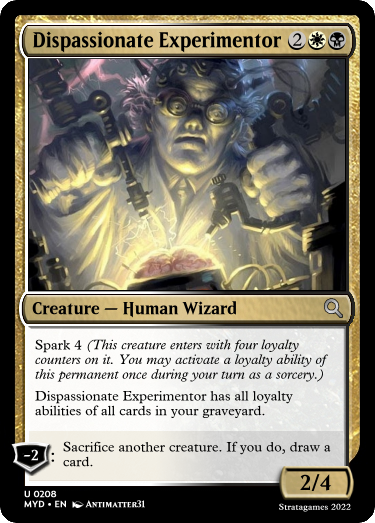 Dispassionate Experimentor 2
Creature — Human Wizard
Spark 4 (This creature enters with four loyalty
counters on it. You may activate a loyalty ability of
this permanent once during your turn as a sorcery.)
Dispassionate Experimentor has all loyalty
abilities of all cards in your graveyard.
-2: Sacrifice another creature. If you do, draw a
card.
2/4
U 0208
MYD • EN Antimatter31
Stratagames 2022